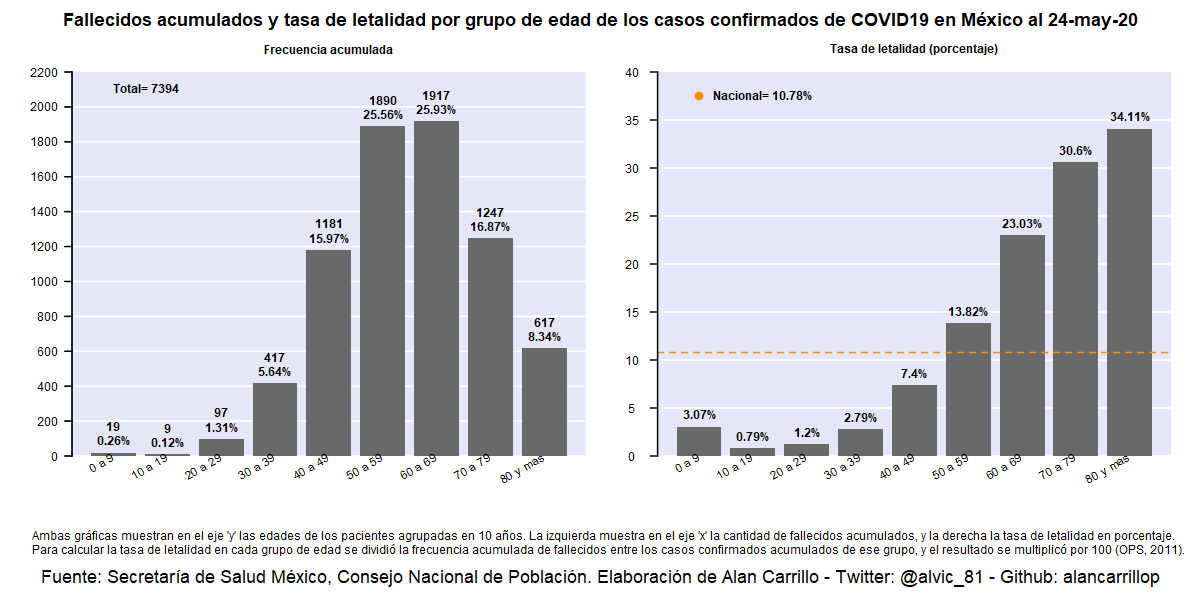 Fallecidos acumulados y tasa de letalidad por grupo de edad de los casos confirmados de COVID19 en México al 24-may-20
Frecuencia acumulada
2200
2000
1800
1600
1400
1200
1000
800
600
400
200
0
Total= 7394
19
0.26%
9
0.12%
97
1.31%
417
5.64%
1181
15.97%
1890
25.56%
1917
25.93%
1247
16.87%
617
8.34%
0 a 9
10 a 19
20 a 29
30 a 39
40 a 49
50 a 59
60 a 69
70 a 79
80 y mas
Tasa de letalidad (porcentaje)
40
35
30
25
20
15
10
5
0
Nacional= 10.78%
3.07%
0.79%
1.2%
2.79%
7.4%
13.82%
23.03%
30.6%
34.11%
0 a 9
10 a 19
20 a 29
30 a 39
40 a 49
50 a 59
60 a 69
70 a 79
80 y mas
Ambas gráficas muestran en el eje 'y' las edades de los pacientes agrupadas en 10 años. La izquierda muestra en el eje 'x' la cantidad de fallecidos acumulados, y la derecha la tasa de letalidad en porcentaje.
Para calcular la tasa de letalidad en cada grupo de edad se dividió la frecuencia acumulada de fallecidos entre los casos confirmados acumulados de ese grupo, y el resultado se multiplicó por 100 (OPS, 2011).
Fuente: Secretaría de Salud México, Consejo Nacional de Población. Elaboración de Alan Carrillo - Twitter: @alvic_81 - Github: alancarrillop